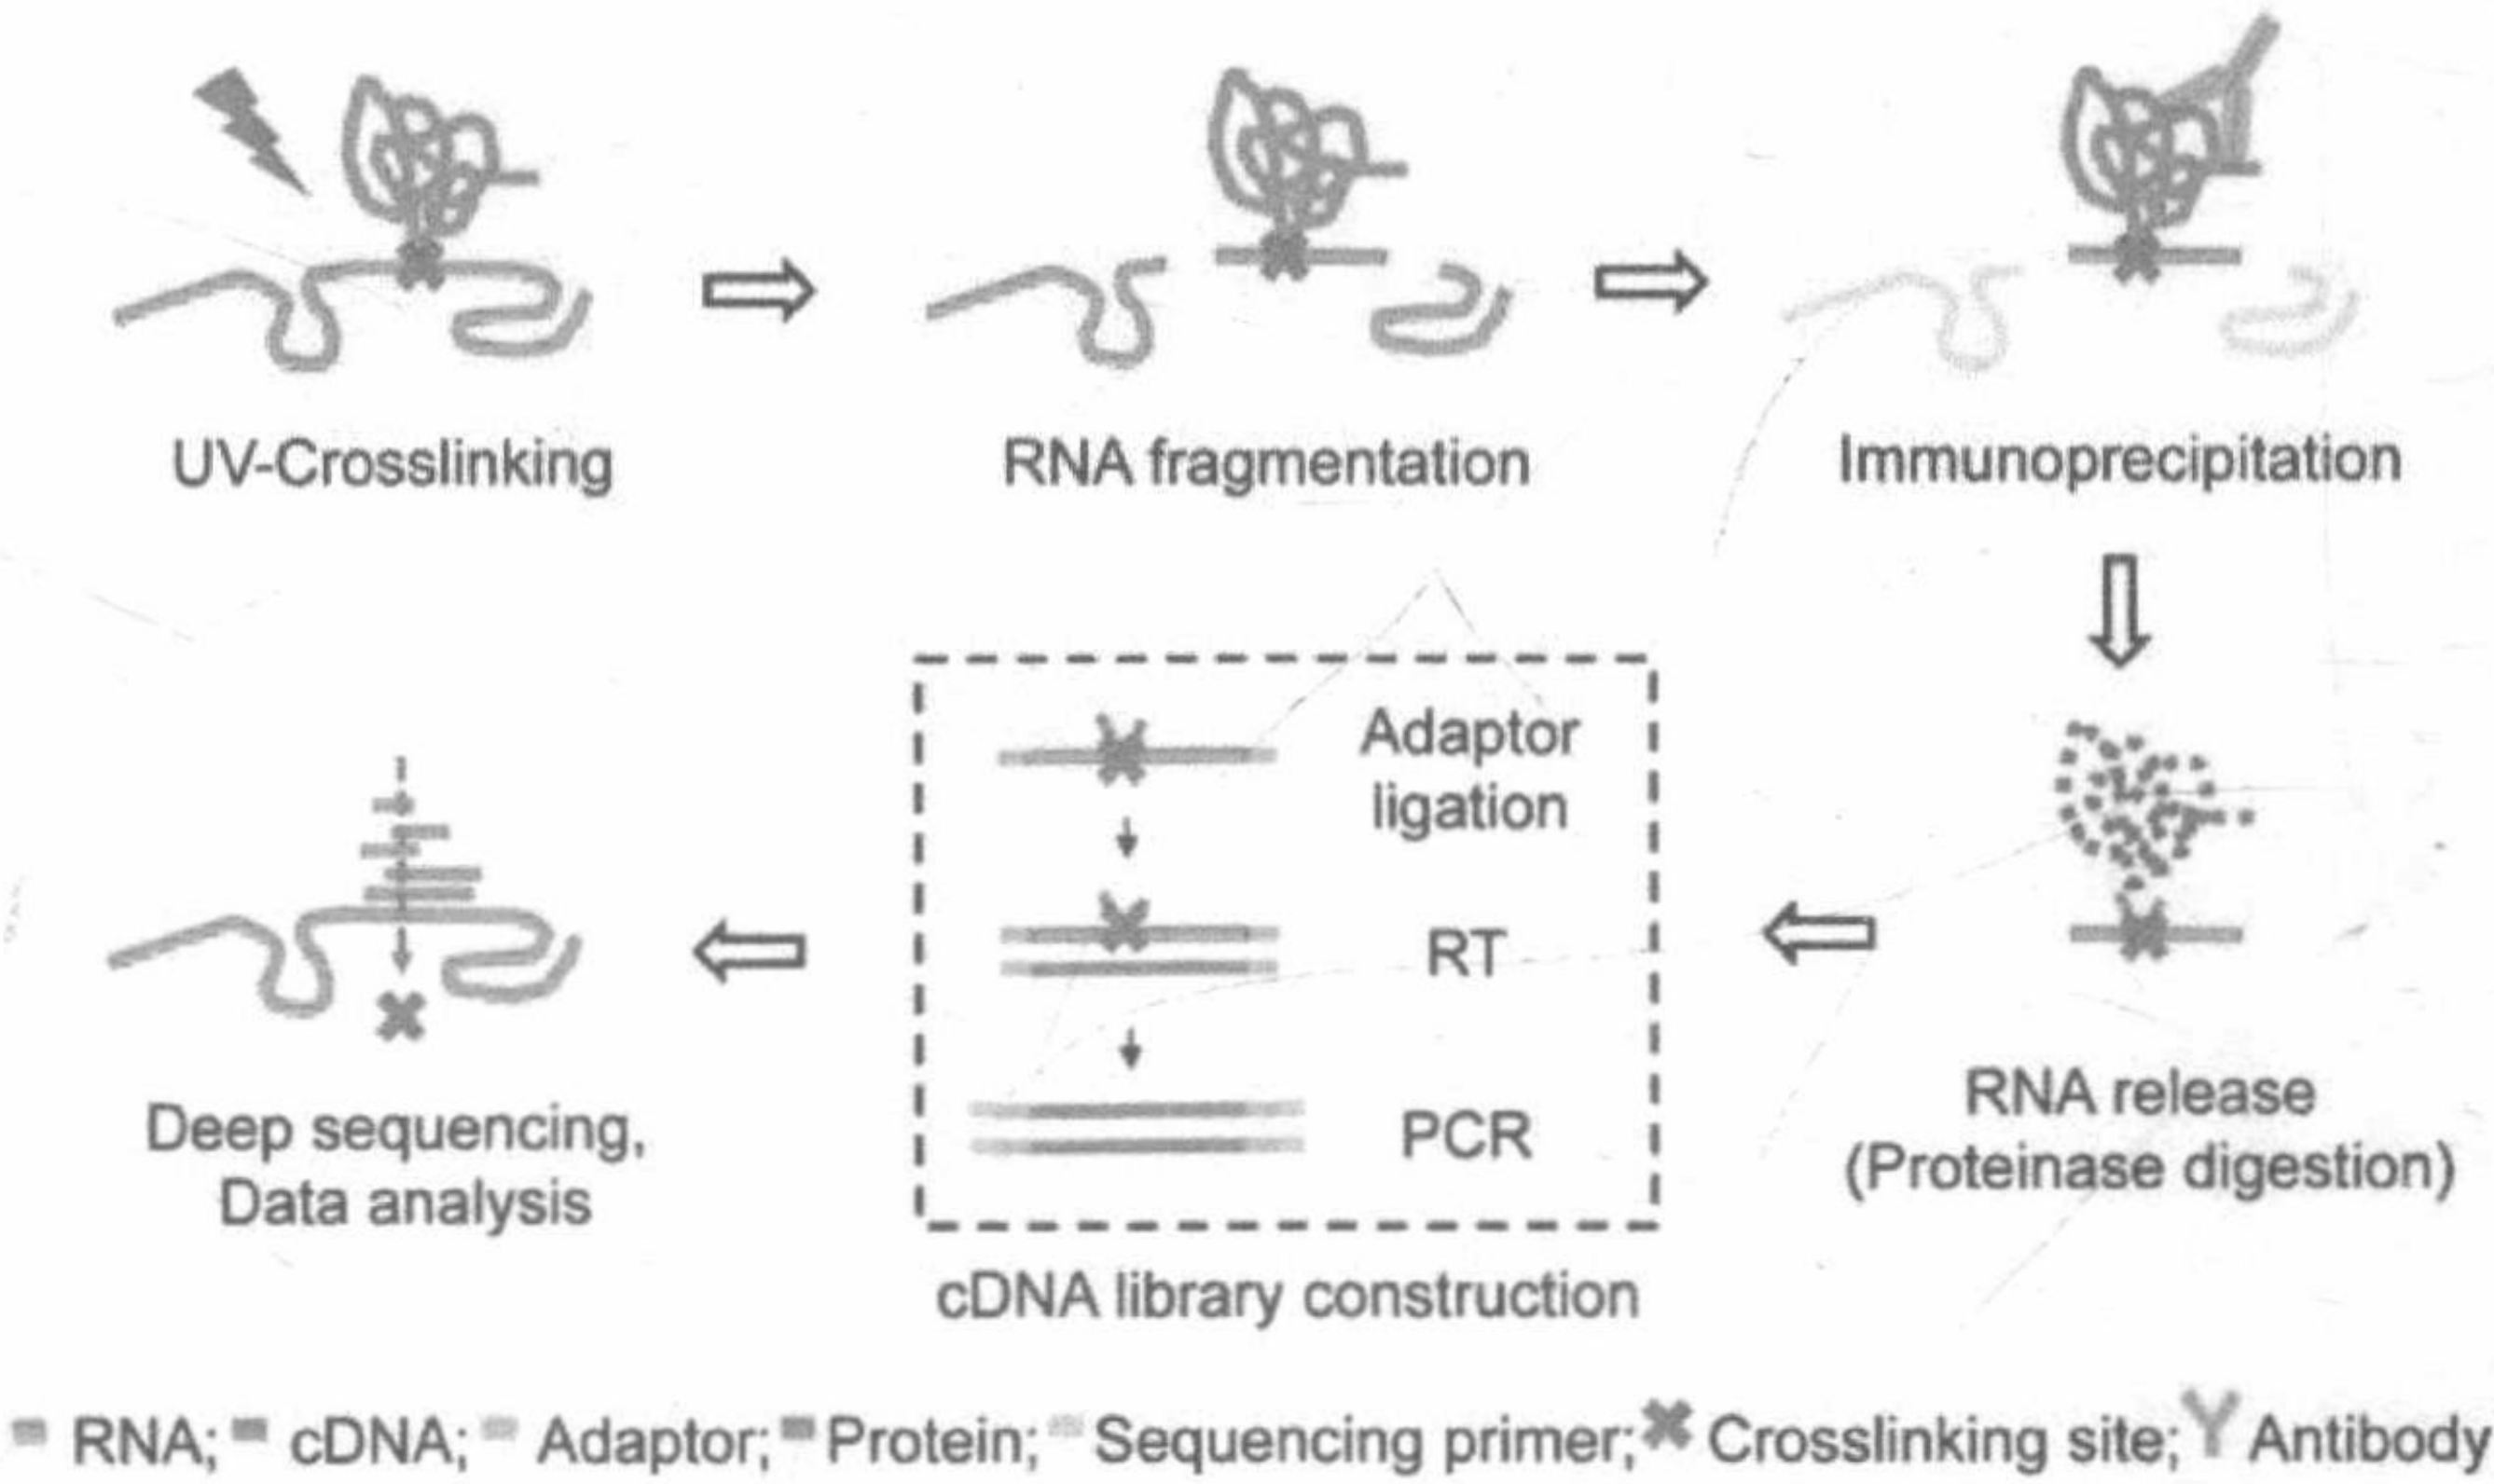 UV-Crosslinking
RNA fragmentation
Immunoprecipitation
RNA release
(Proteinase digestion)
Adaptor
ligation
RT
PCR
cDNA library construction
Deep sequencing,
Data analysis
RNA; cDNA; Adaptor; Protein; Sequencing primer; Crosslinking site; Antibody